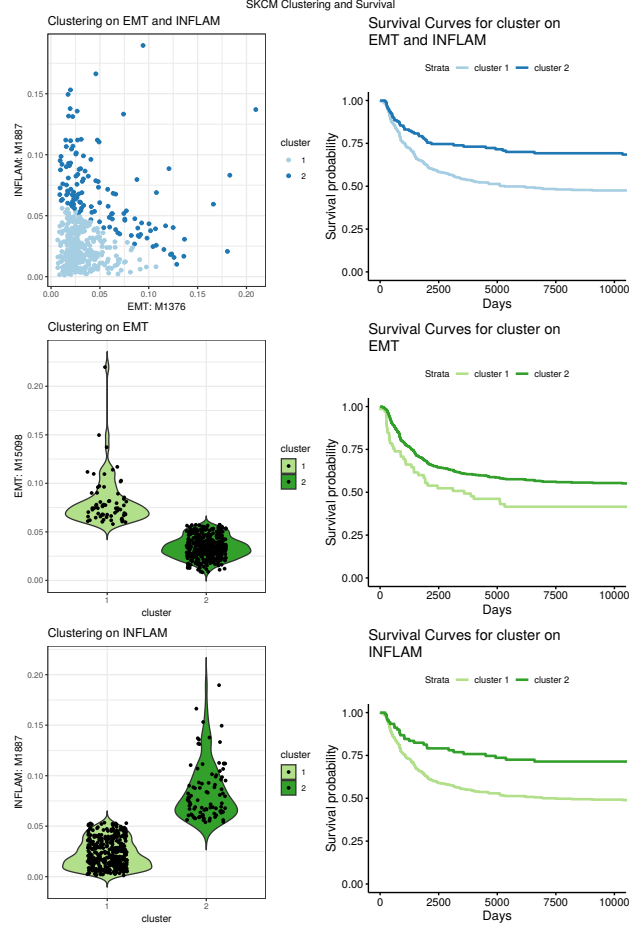 SKCM Clustering and Survival
Clustering on EMT and INFLAM
INFLAM: M1887
0.15
0.10
0.05
0.00
0.00 0.05 0.10 0.15 0.20
EMT: M1376
cluster
1
2
Survival Curves for cluster on
EMT and INFLAM
Strata cluster 1 cluster 2
Survival probability
1.00
0.75
0.50
0.25
0.00
0 2500 5000 7500 10000
Days
Clustering on EMT
EMT: M15098
0.20
0.15
0.10
0.05
0.00
1 2
cluster
cluster
1
2
Survival Curves for cluster on
EMT
Strata cluster 1 cluster 2
Survival probability
1.00
0.75
0.50
0.25
0.00
0 2500 5000 7500 10000
Days
Clustering on INFLAM
INFLAM: M1887
0.20
0.15
0.10
0.05
0.00
1 2
cluster
cluster
1
2
Survival Curves for cluster on
INFLAM
Strata cluster 1 cluster 2
Survival probability
1.00
0.75
0.50
0.25
0.00
0 2500 5000 7500 10000
Days